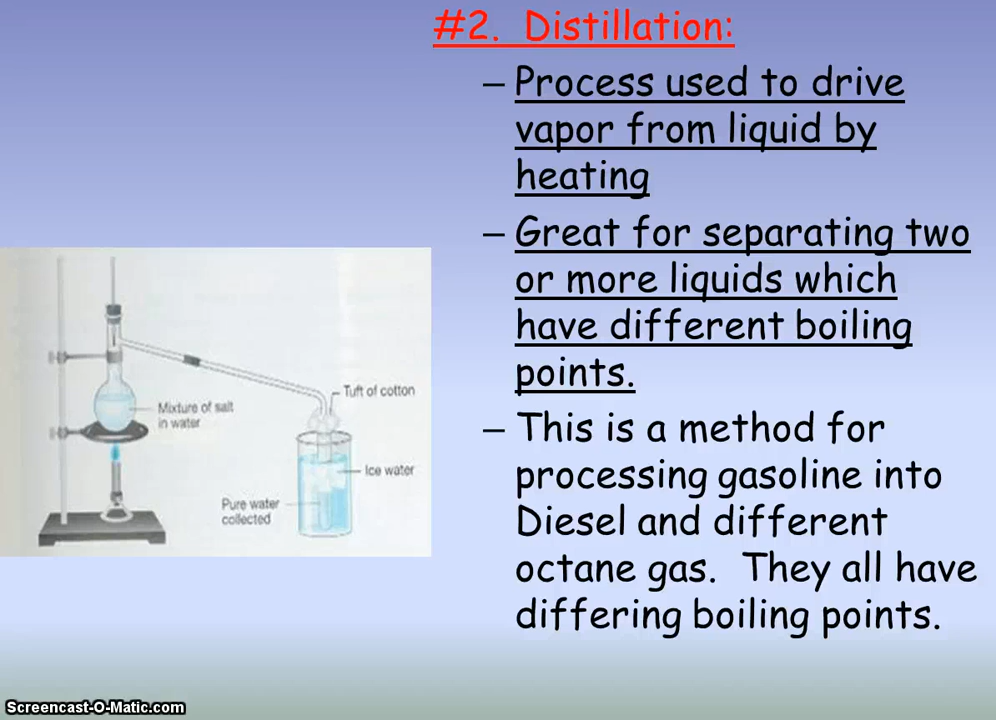 #2. Distillation:
– Process used to drive
vapor from liquid by
heating
– Great for separating two
or more liquids which
have different boiling
points.
– This is a method for
processing gasoline into
Diesel and different
octane gas. They all have
differing boiling points.
Tuft of cotton
Mixture of salt
in water
Ice water
Pure water
collected
Screencast-O-Matic.com